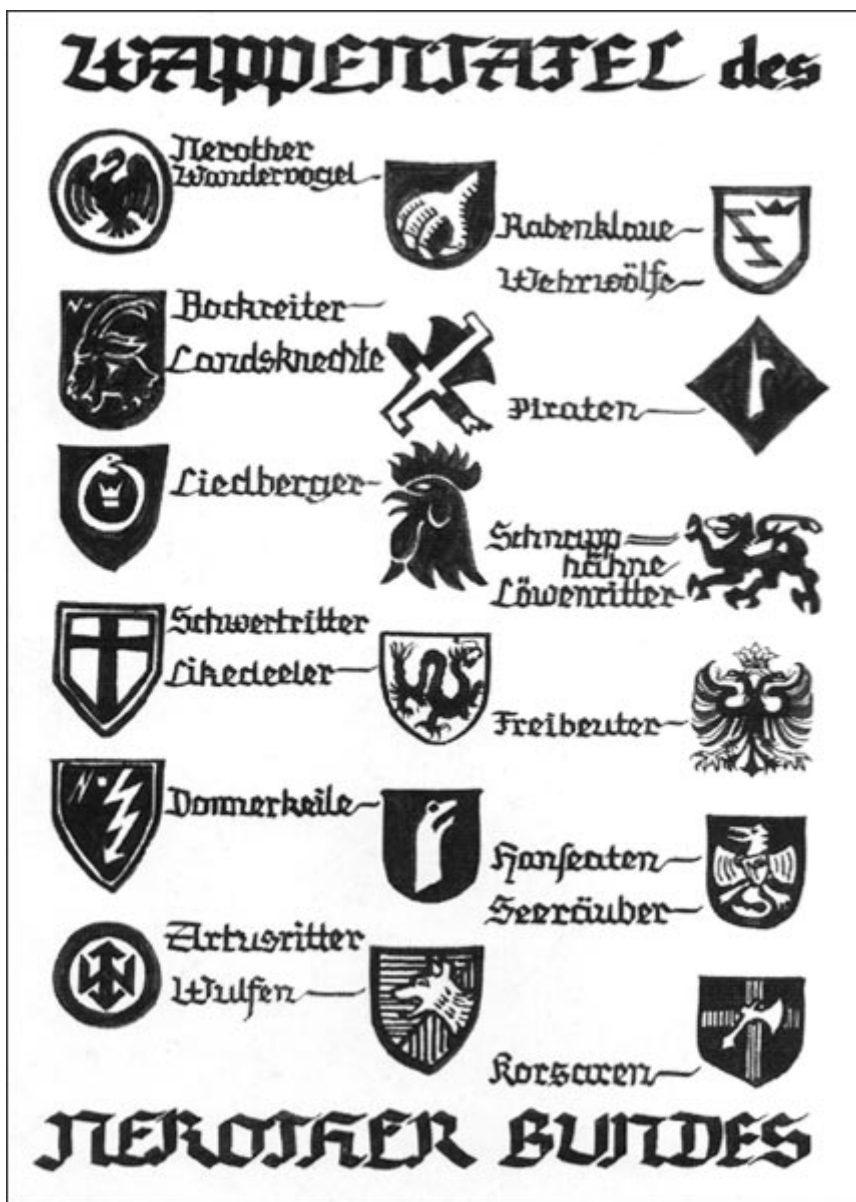 WAPPENTAFEL des
Nerother
Wandervogel
Rabenklaue
Wehrwölfe
Bockreiter
Landsknechte
Piraten
Liedberger
Schnapp
hähne
Löwenritter
Schwertritter
Likedeeler
Freibeuter
Donnerkeile
Hanseaten
Seeräuber
Artusritter
Wulfen
Korsaren
NEROTHER BUNDES